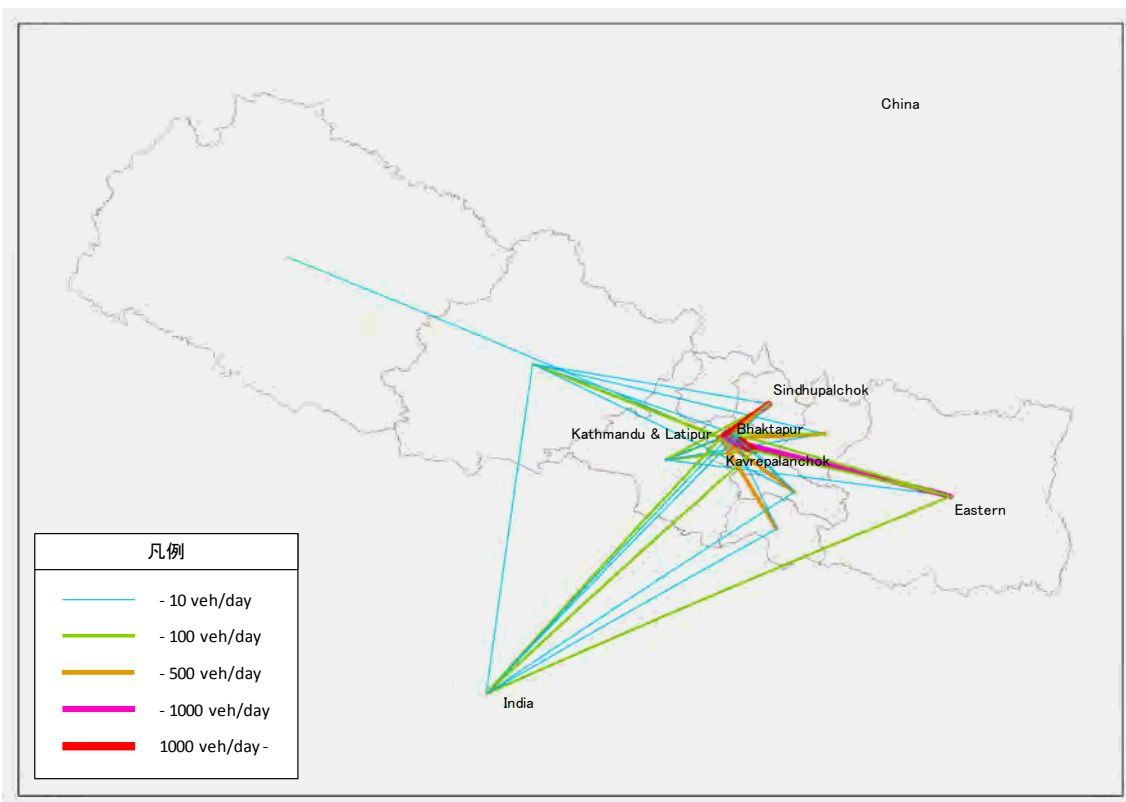 China
Sindhupalchok
Bhaktapur
Kathmandu & Latipur
Kavrepalanchok
Eastern
India
凡例
- 10 veh/day
- 100 veh/day
- 500 veh/day
- 1000 veh/day
1000 veh/day -